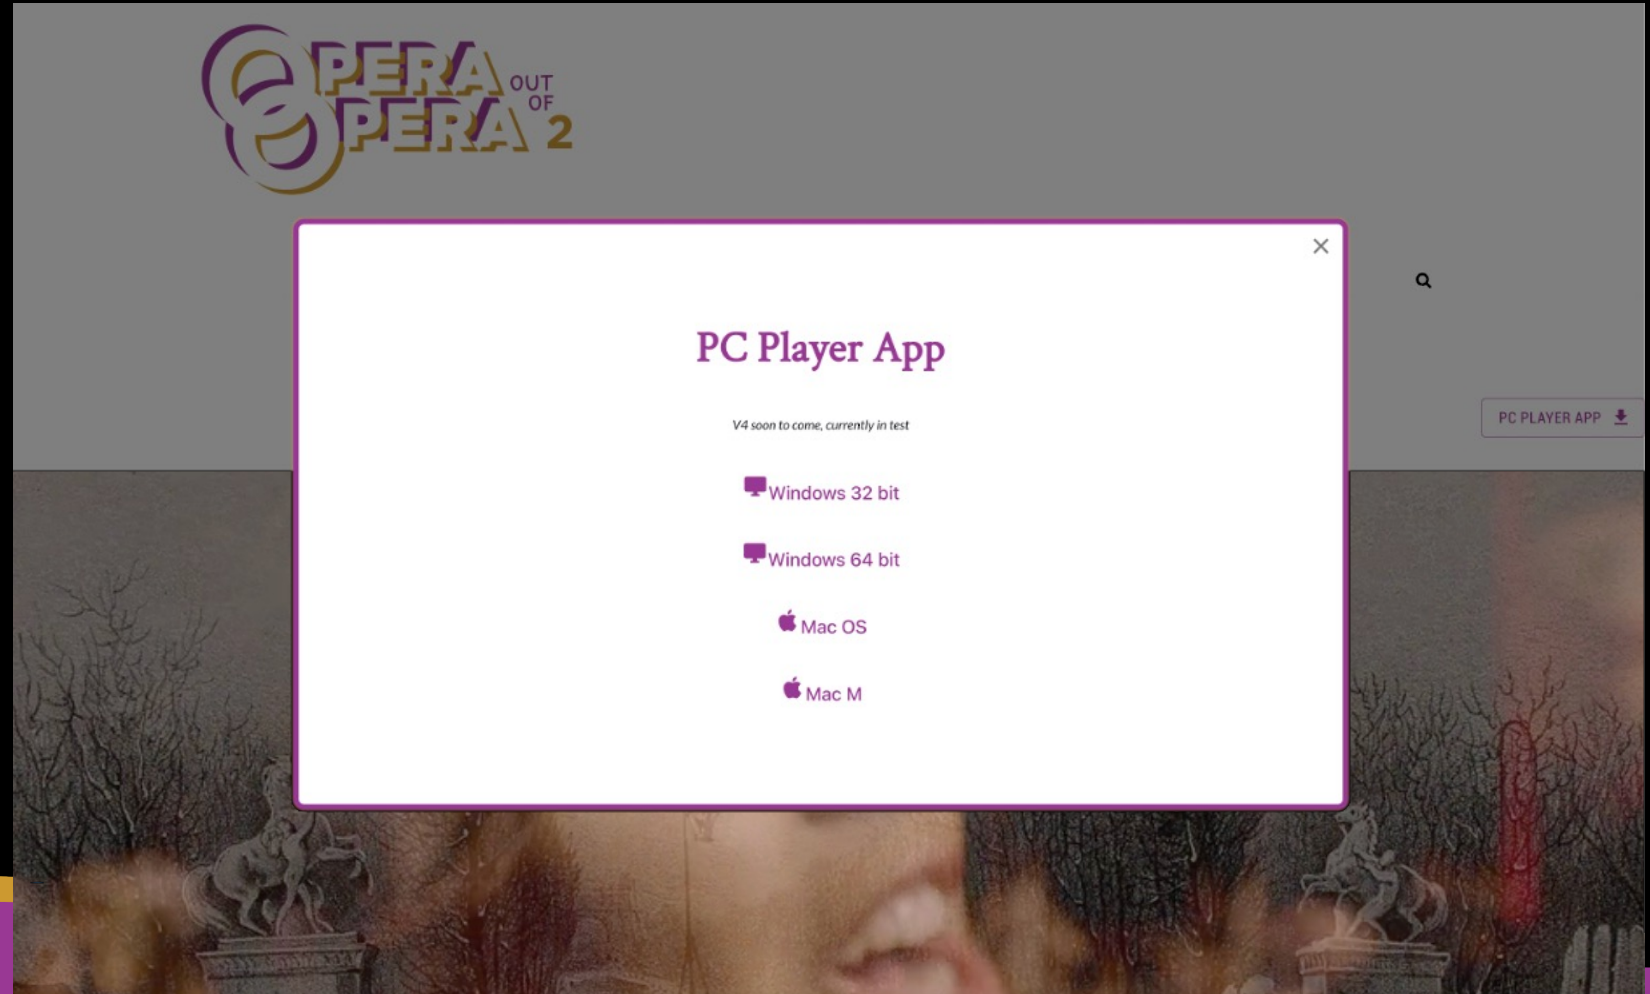 OPERA OUT
OF
OPERA 2
PC Player App
V4 soon to come, currently in test
PC PLAYER APP
Windows 32 bit
Windows 64 bit
Mac OS
Mac M